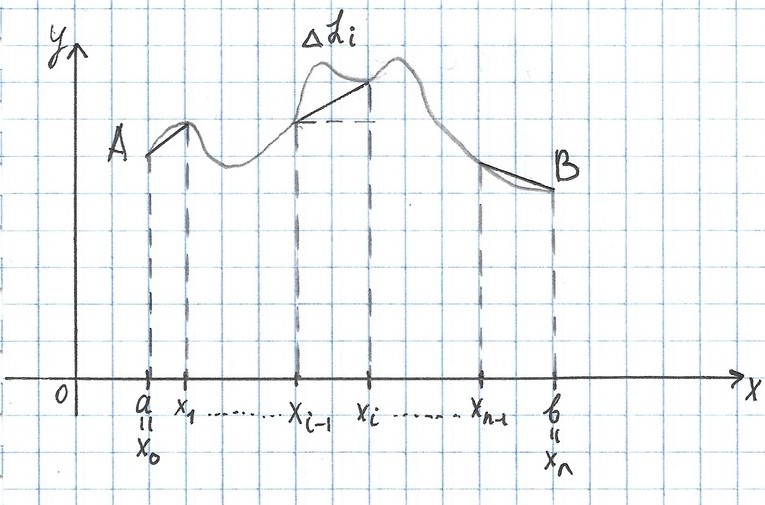 ΔLi
y
A
B
0 a x₁ ........ xᵢ₋₁ xᵢ ....... xₙ₋₁ b x
॥ ॥
x₀ xₙ